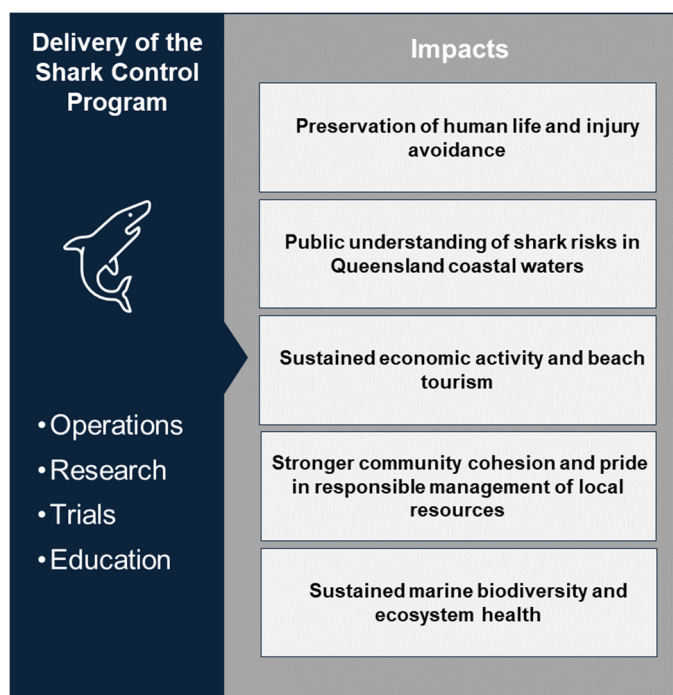 Delivery of the
Shark Control
Program
•Operations
•Research
•Trials
•Education
Impacts
Preservation of human life and injury
avoidance
Public understanding of shark risks in
Queensland coastal waters
Sustained economic activity and beach
tourism
Stronger community cohesion and pride
in responsible management of local
resources
Sustained marine biodiversity and
ecosystem health